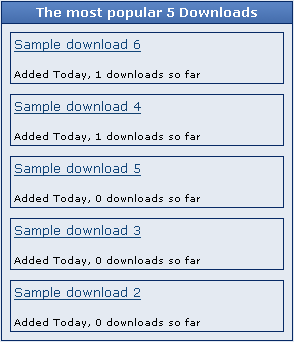 The most popular 5 Downloads
Sample download 6
Added Today, 1 downloads so far
Sample download 4
Added Today, 1 downloads so far
Sample download 5
Added Today, 0 downloads so far
Sample download 3
Added Today, 0 downloads so far
Sample download 2
Added Today, 0 downloads so far